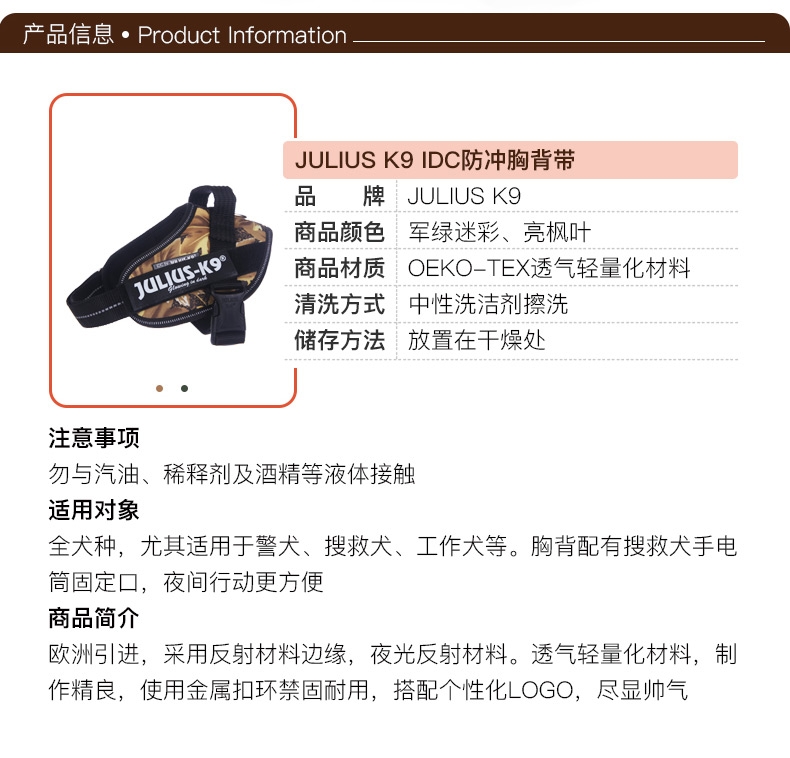 产品信息 • Product Information
JULIUS K9 IDC防冲胸背带
品 牌 JULIUS K9
商品颜色 军绿迷彩、亮枫叶
商品材质 OEKO-TEX透气轻量化材料
清洗方式 中性洗洁剂擦洗
储存方法 放置在干燥处
JULIUS-K9®
Glowing in dark
注意事项
勿与汽油、稀释剂及酒精等液体接触
适用对象
全犬种，尤其适用于警犬、搜救犬、工作犬等。胸背配有搜救犬手电
筒固定口，夜间行动更方便
商品简介
欧洲引进，采用反射材料边缘，夜光反射材料。透气轻量化材料，制
作精良，使用金属扣环禁固耐用，搭配个性化LOGO，尽显帅气